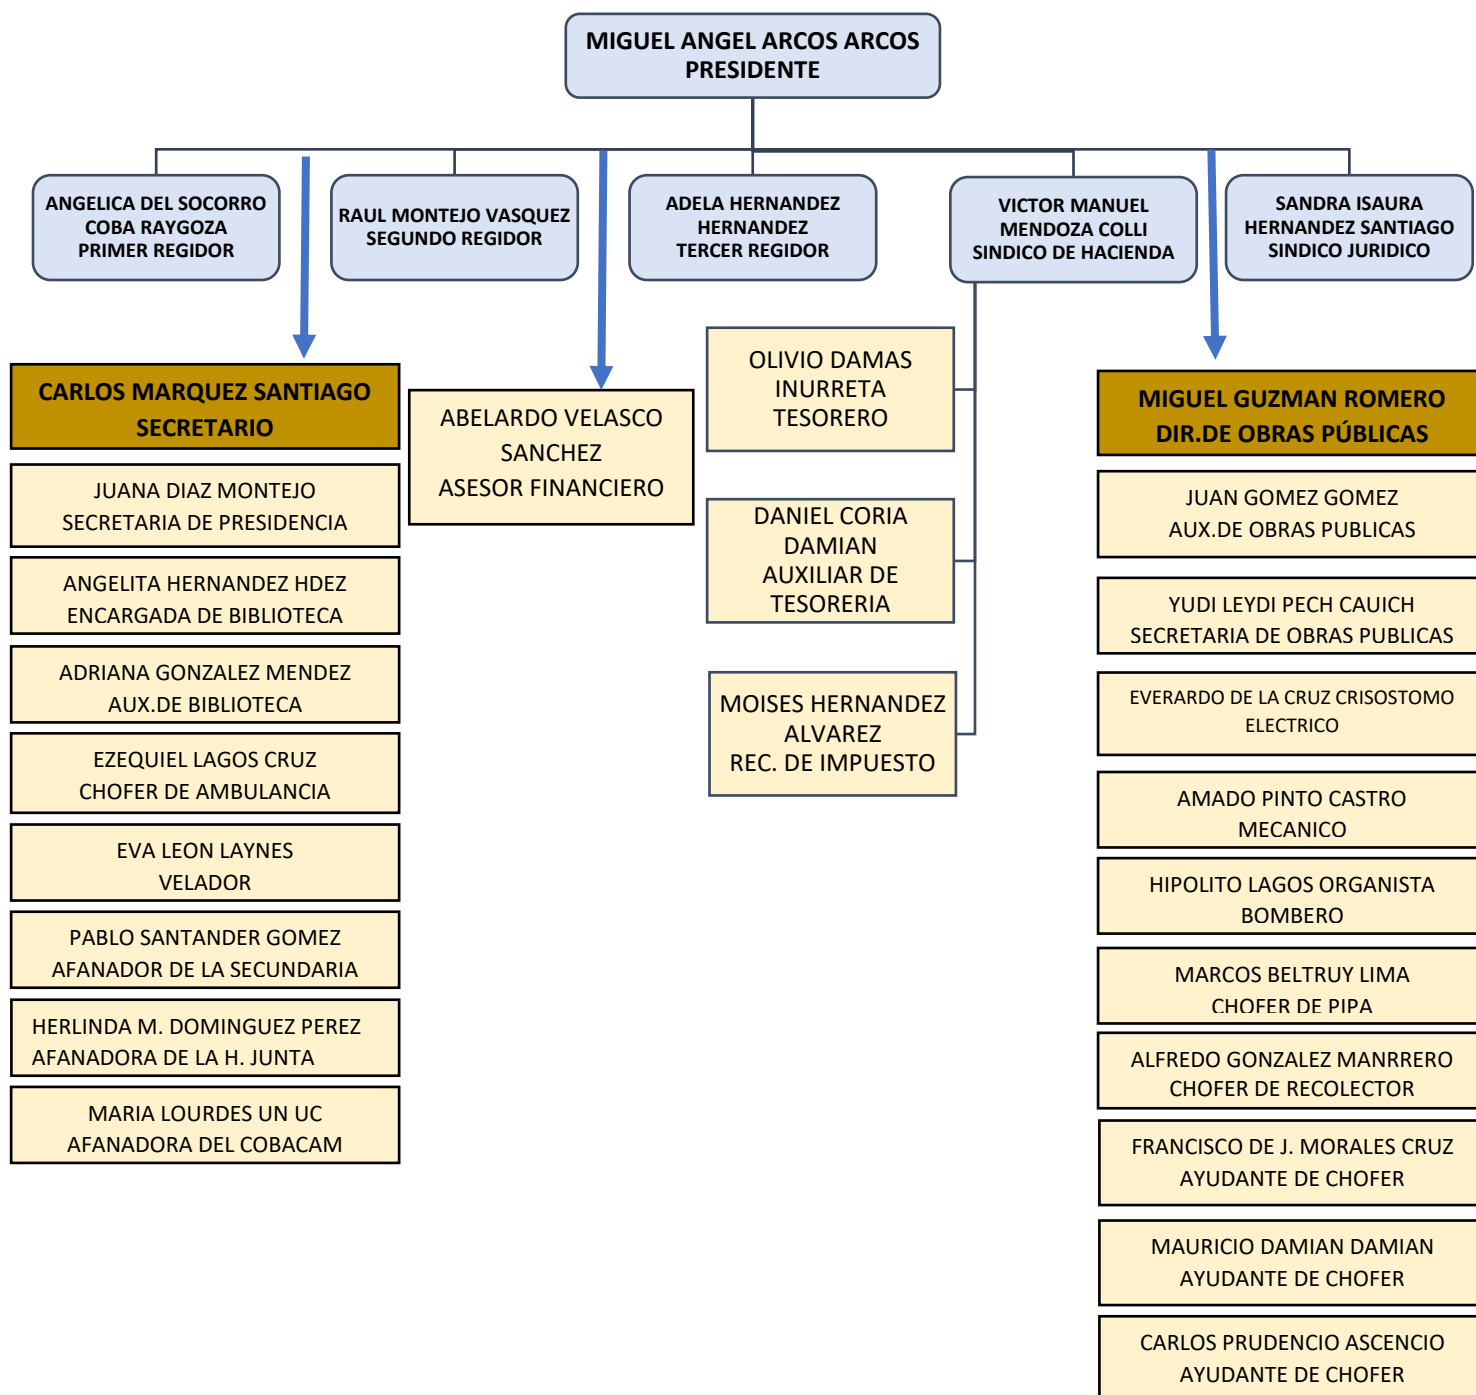 MIGUEL ANGEL ARCOS ARCOS
PRESIDENTE
ANGELICA DEL SOCORRO
COBA RAYGOZA
PRIMER REGIDOR
RAUL MONTEJO VASQUEZ
SEGUNDO REGIDOR
ADELA HERNANDEZ
HERNANDEZ
TERCER REGIDOR
VICTOR MANUEL
MENDOZA COLLI
SINDICO DE HACIENDA
SANDRA ISAURA
HERNANDEZ SANTIAGO
SINDICO JURIDICO
CARLOS MARQUEZ SANTIAGO
SECRETARIO
JUANA DIAZ MONTEJO
SECRETARIA DE PRESIDENCIA
ANGELITA HERNANDEZ HDEZ
ENCARGADA DE BIBLIOTECA
ADRIANA GONZALEZ MENDEZ
AUX.DE BIBLIOTECA
EZEQUIEL LAGOS CRUZ
CHOFER DE AMBULANCIA
EVA LEON LAYNES
VELADOR
PABLO SANTANDER GOMEZ
AFANADOR DE LA SECUNDARIA
HERLINDA M. DOMINGUEZ PEREZ
AFANADORA DE LA H. JUNTA
MARIA LOURDES UN UC
AFANADORA DEL COBACAM
ABELARDO VELASCO
SANCHEZ
ASESOR FINANCIERO
OLIVIO DAMAS
INURRETA
TESORERO
DANIEL CORIA
DAMIAN
AUXILIAR DE
TESORERIA
MOISES HERNANDEZ
ALVAREZ
REC. DE IMPUESTO
MIGUEL GUZMAN ROMERO
DIR.DE OBRAS PÚBLICAS
JUAN GOMEZ GOMEZ
AUX.DE OBRAS PUBLICAS
YUDI LEYDI PECH CAUICH
SECRETARIA DE OBRAS PUBLICAS
EVERARDO DE LA CRUZ CRISOSTOMO
ELECTRICO
AMADO PINTO CASTRO
MECANICO
HIPOLITO LAGOS ORGANISTA
BOMBERO
MARCOS BELTRUY LIMA
CHOFER DE PIPA
ALFREDO GONZALEZ MANRRERO
CHOFER DE RECOLECTOR
FRANCISCO DE J. MORALES CRUZ
AYUDANTE DE CHOFER
MAURICIO DAMIAN DAMIAN
AYUDANTE DE CHOFER
CARLOS PRUDENCIO ASCENCIO
AYUDANTE DE CHOFER